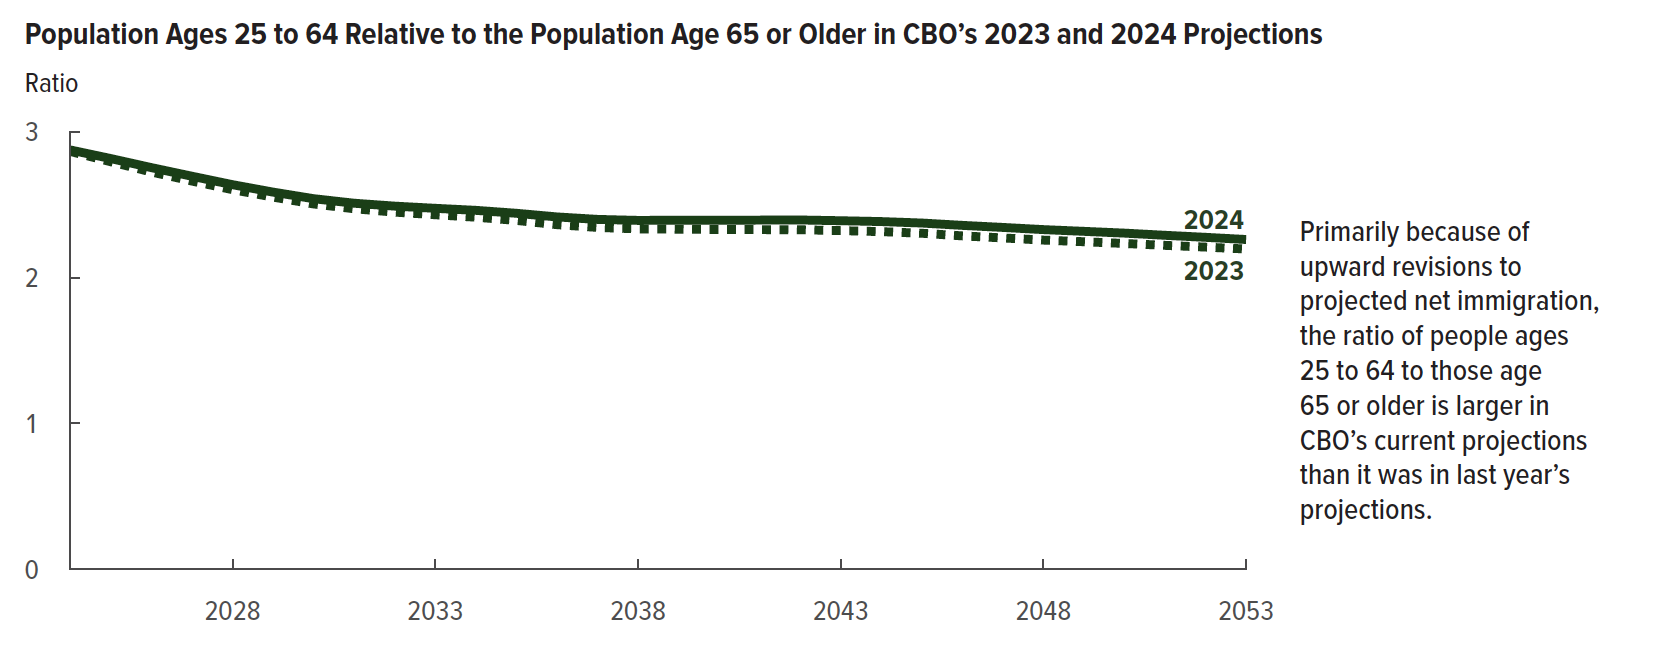 Population Ages 25 to 64 Relative to the Population Age 65 or Older in CBO’s 2023 and 2024 Projections
Ratio
3
2
1
0
2024
2023
2028
2033
2038
2043
2048
2053
Primarily because of
upward revisions to
projected net immigration,
the ratio of people ages
25 to 64 to those age
65 or older is larger in
CBO’s current projections
than it was in last year’s
projections.